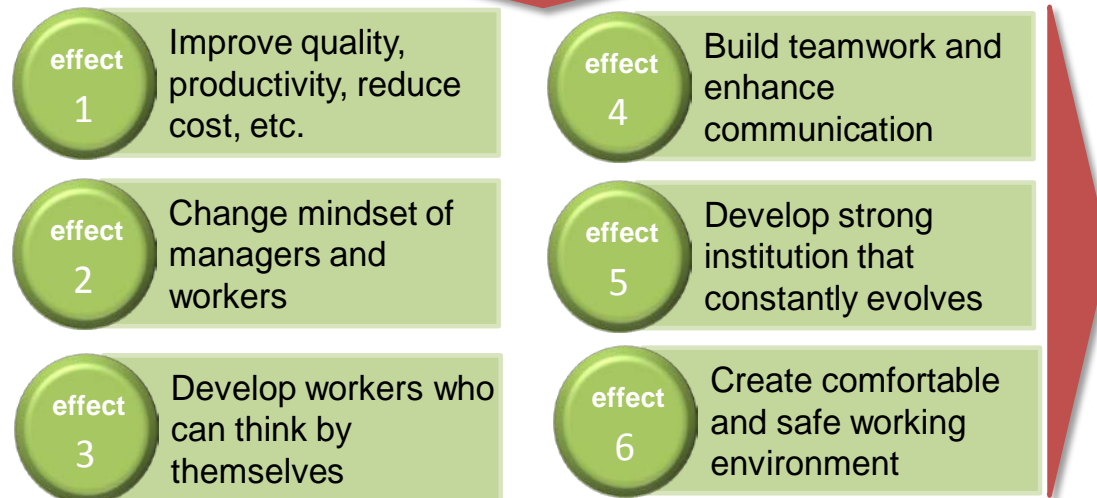 effect
1
Improve quality,
productivity, reduce
cost, etc.
effect
2
Change mindset of
managers and
workers
effect
3
Develop workers who
can think by
themselves
effect
4
Build teamwork and
enhance
communication
effect
5
Develop strong
institution that
constantly evolves
effect
6
Create comfortable
and safe working
environment